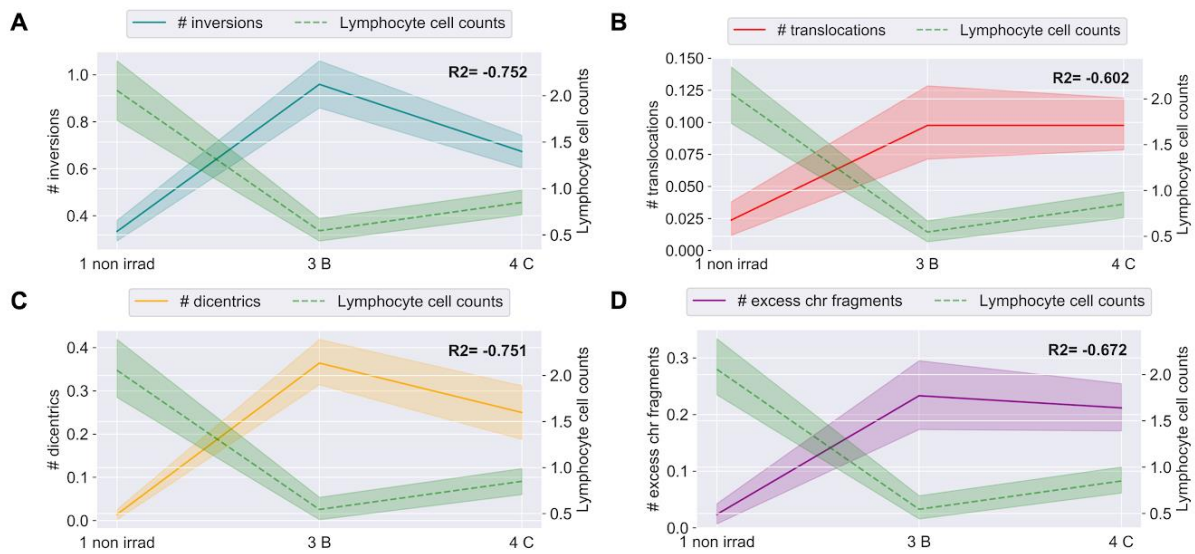 A
# inversions
Lymphocyte cell counts
R2= -0.752
1.0
0.8
0.6
0.4
# inversions
2.0
1.5
1.0
0.5
Lymphocyte cell counts
1 non irrad
3 B
4 C
B
# translocations
Lymphocyte cell counts
R2= -0.602
0.150
0.125
0.100
0.075
0.050
0.025
0.000
# translocations
2.0
1.5
1.0
0.5
Lymphocyte cell counts
1 non irrad
3 B
4 C
C
# dicentrics
Lymphocyte cell counts
R2= -0.751
0.4
0.3
0.2
0.1
0.0
# dicentrics
2.0
1.5
1.0
0.5
Lymphocyte cell counts
1 non irrad
3 B
4 C
D
# excess chr fragments
Lymphocyte cell counts
R2= -0.672
0.3
0.2
0.1
0.0
# excess chr fragments
2.0
1.5
1.0
0.5
Lymphocyte cell counts
1 non irrad
3 B
4 C